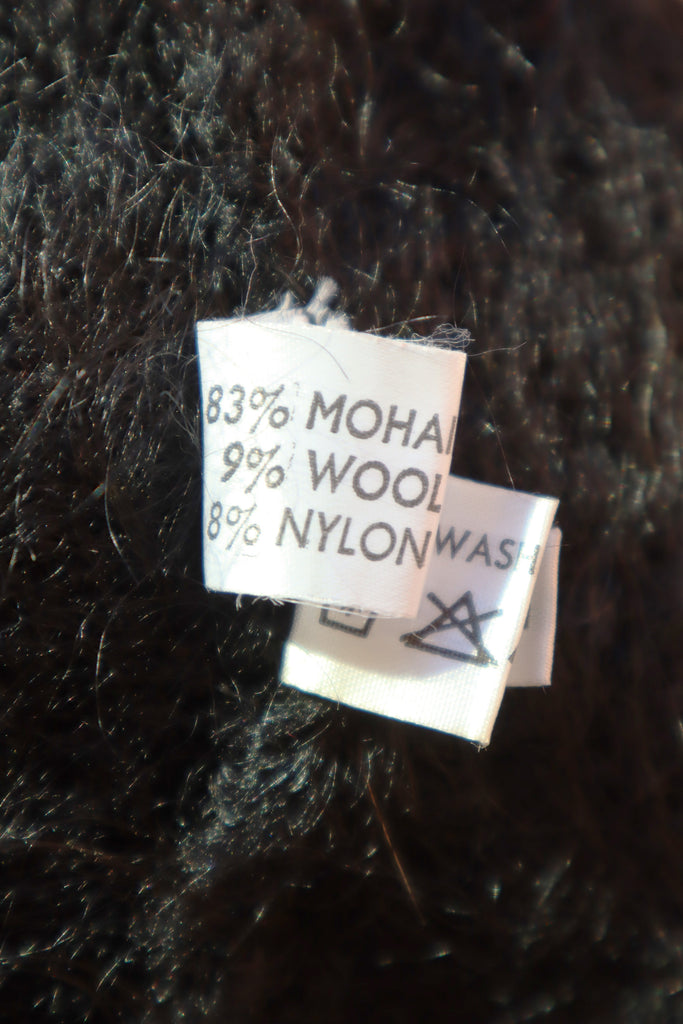 83% MOHAI
9% WOOL
8% NYLON
WASH